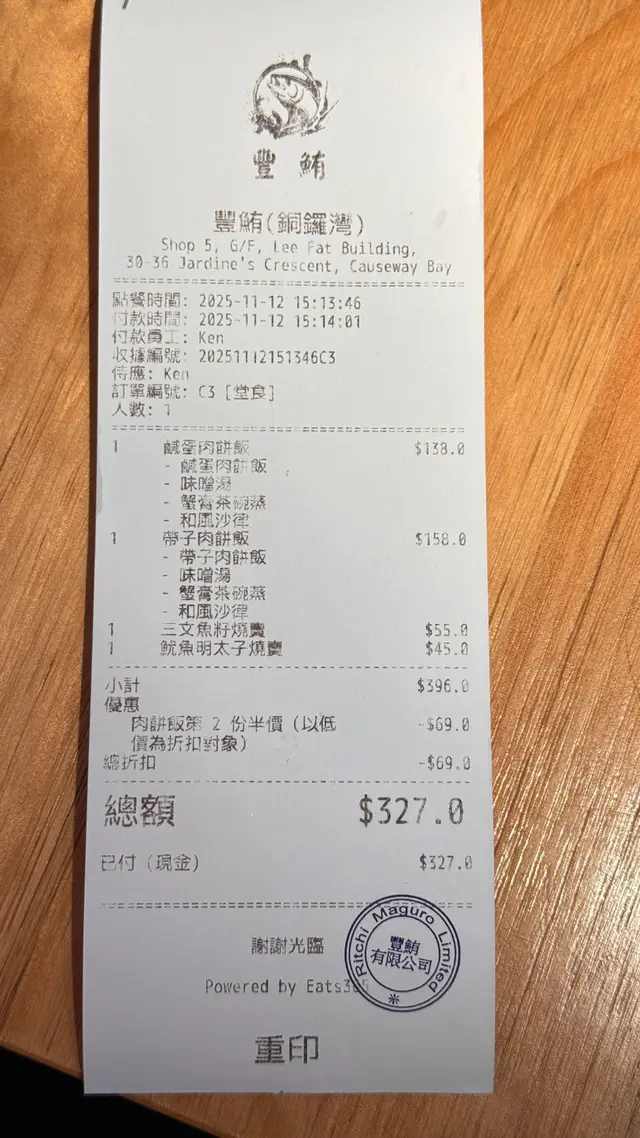 豐鮪
豐鮪(銅鑼灣)
Shop 5, G/F, Lee Fat Building,
30-36 Jardine's Crescent, Causeway Bay
點餐時間: 2025-11-12 15:13:46
付款時間: 2025-11-12 15:14:01
付款員工: Ken
收據編號: 20251112151346C3
侍應: Ken
訂單編號: C3 [堂食]
人數: 1
1 鹹蛋肉餅飯 $138.0
- 鹹蛋肉餅飯
- 味噌湯
- 蟹膏茶碗蒸
- 和風沙律
1 帶子肉餅飯 $158.0
- 帶子肉餅飯
- 味噌湯
- 蟹膏茶碗蒸
- 和風沙律
1 三文魚籽燒賣 $55.0
1 魷魚明太子燒賣 $45.0
小計 $396.0
優惠
肉餅飯第 2 份半價 (以低 -$69.0
價為折扣對象)
總折扣 -$69.0
總額 $327.0
已付 (現金) $327.0
謝謝光臨
Powered by Eats365
Ritchi Maguro Limited
豐鮪
有限公司
重印